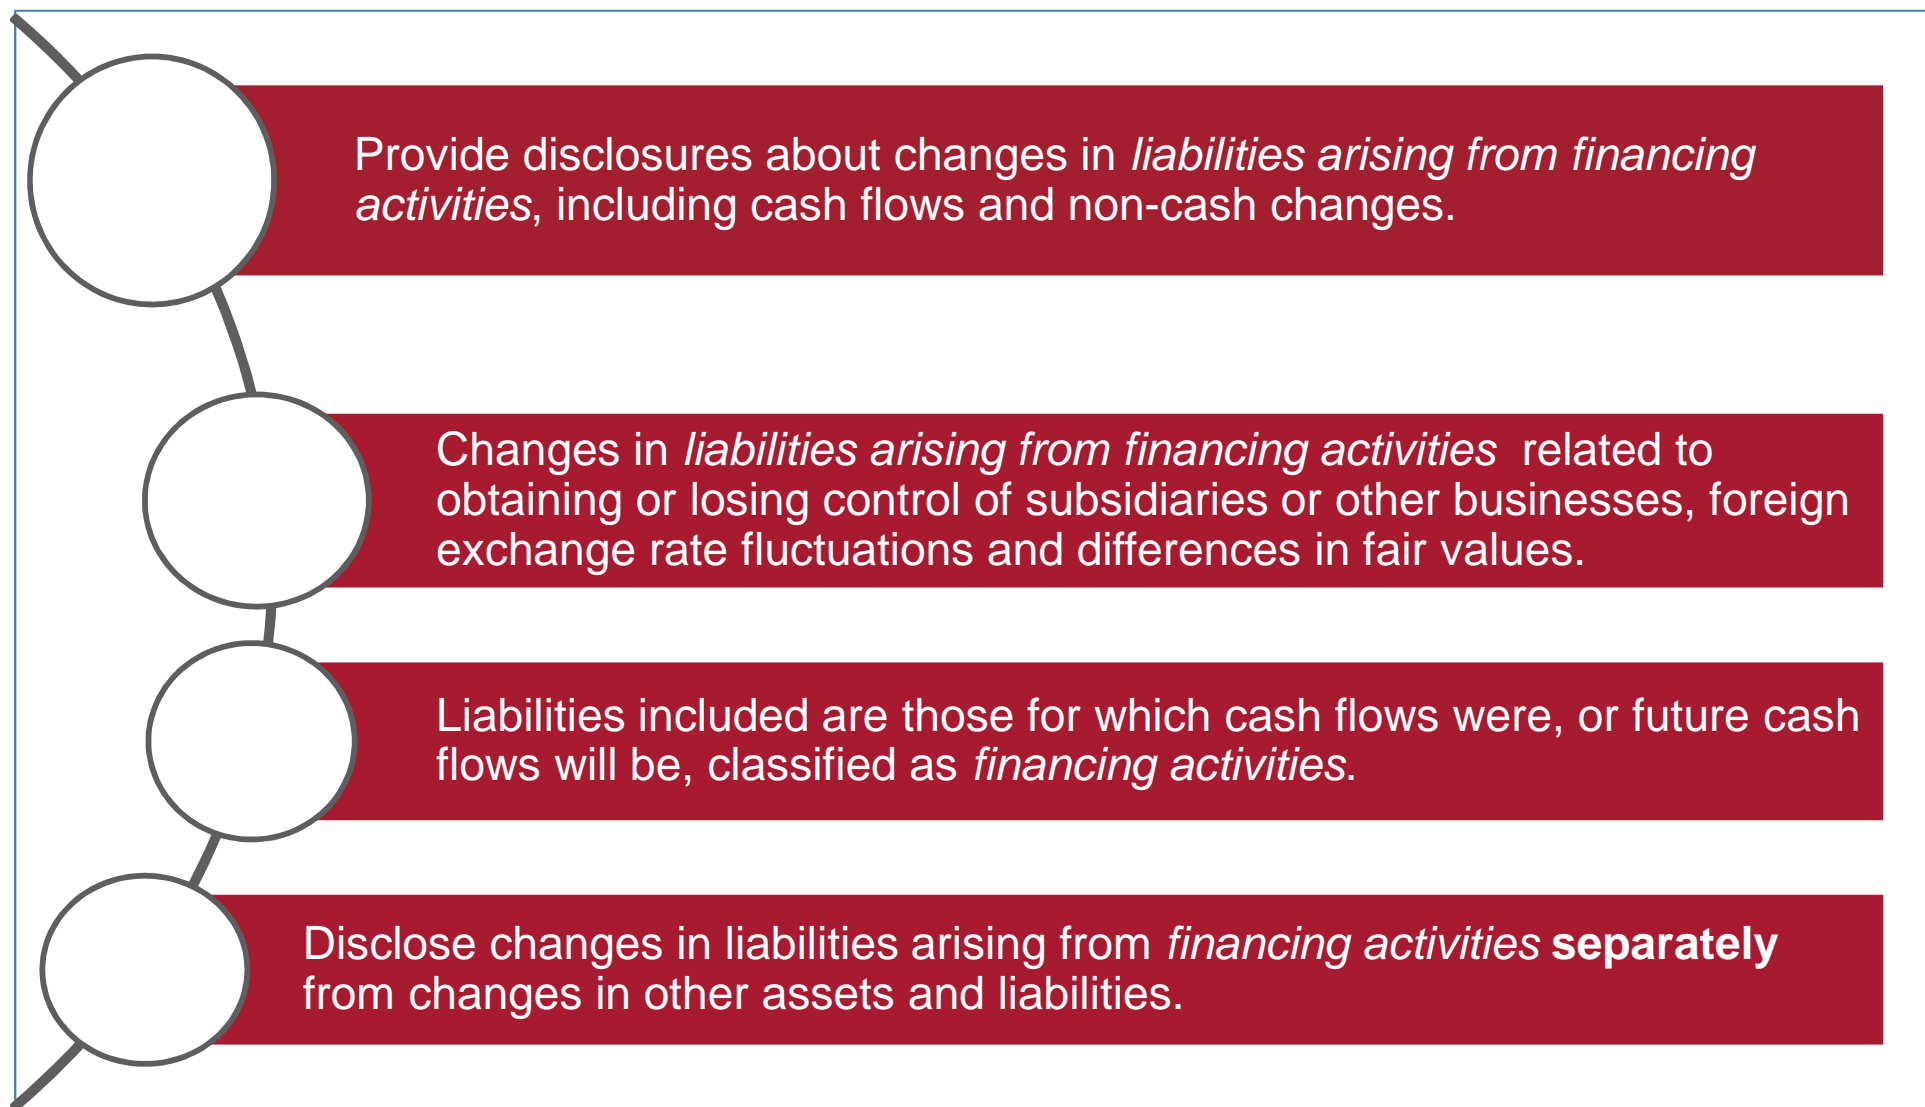 Provide disclosures about changes in liabilities arising from financing
activities, including cash flows and non-cash changes.
Changes in liabilities arising from financing activities  related to
obtaining or losing control of subsidiaries or other businesses, foreign
exchange rate fluctuations and differences in fair values.
Liabilities included are those for which cash flows were, or future cash
flows will be, classified as financing activities.
Disclose changes in liabilities arising from financing activities separately
from changes in other assets and liabilities.